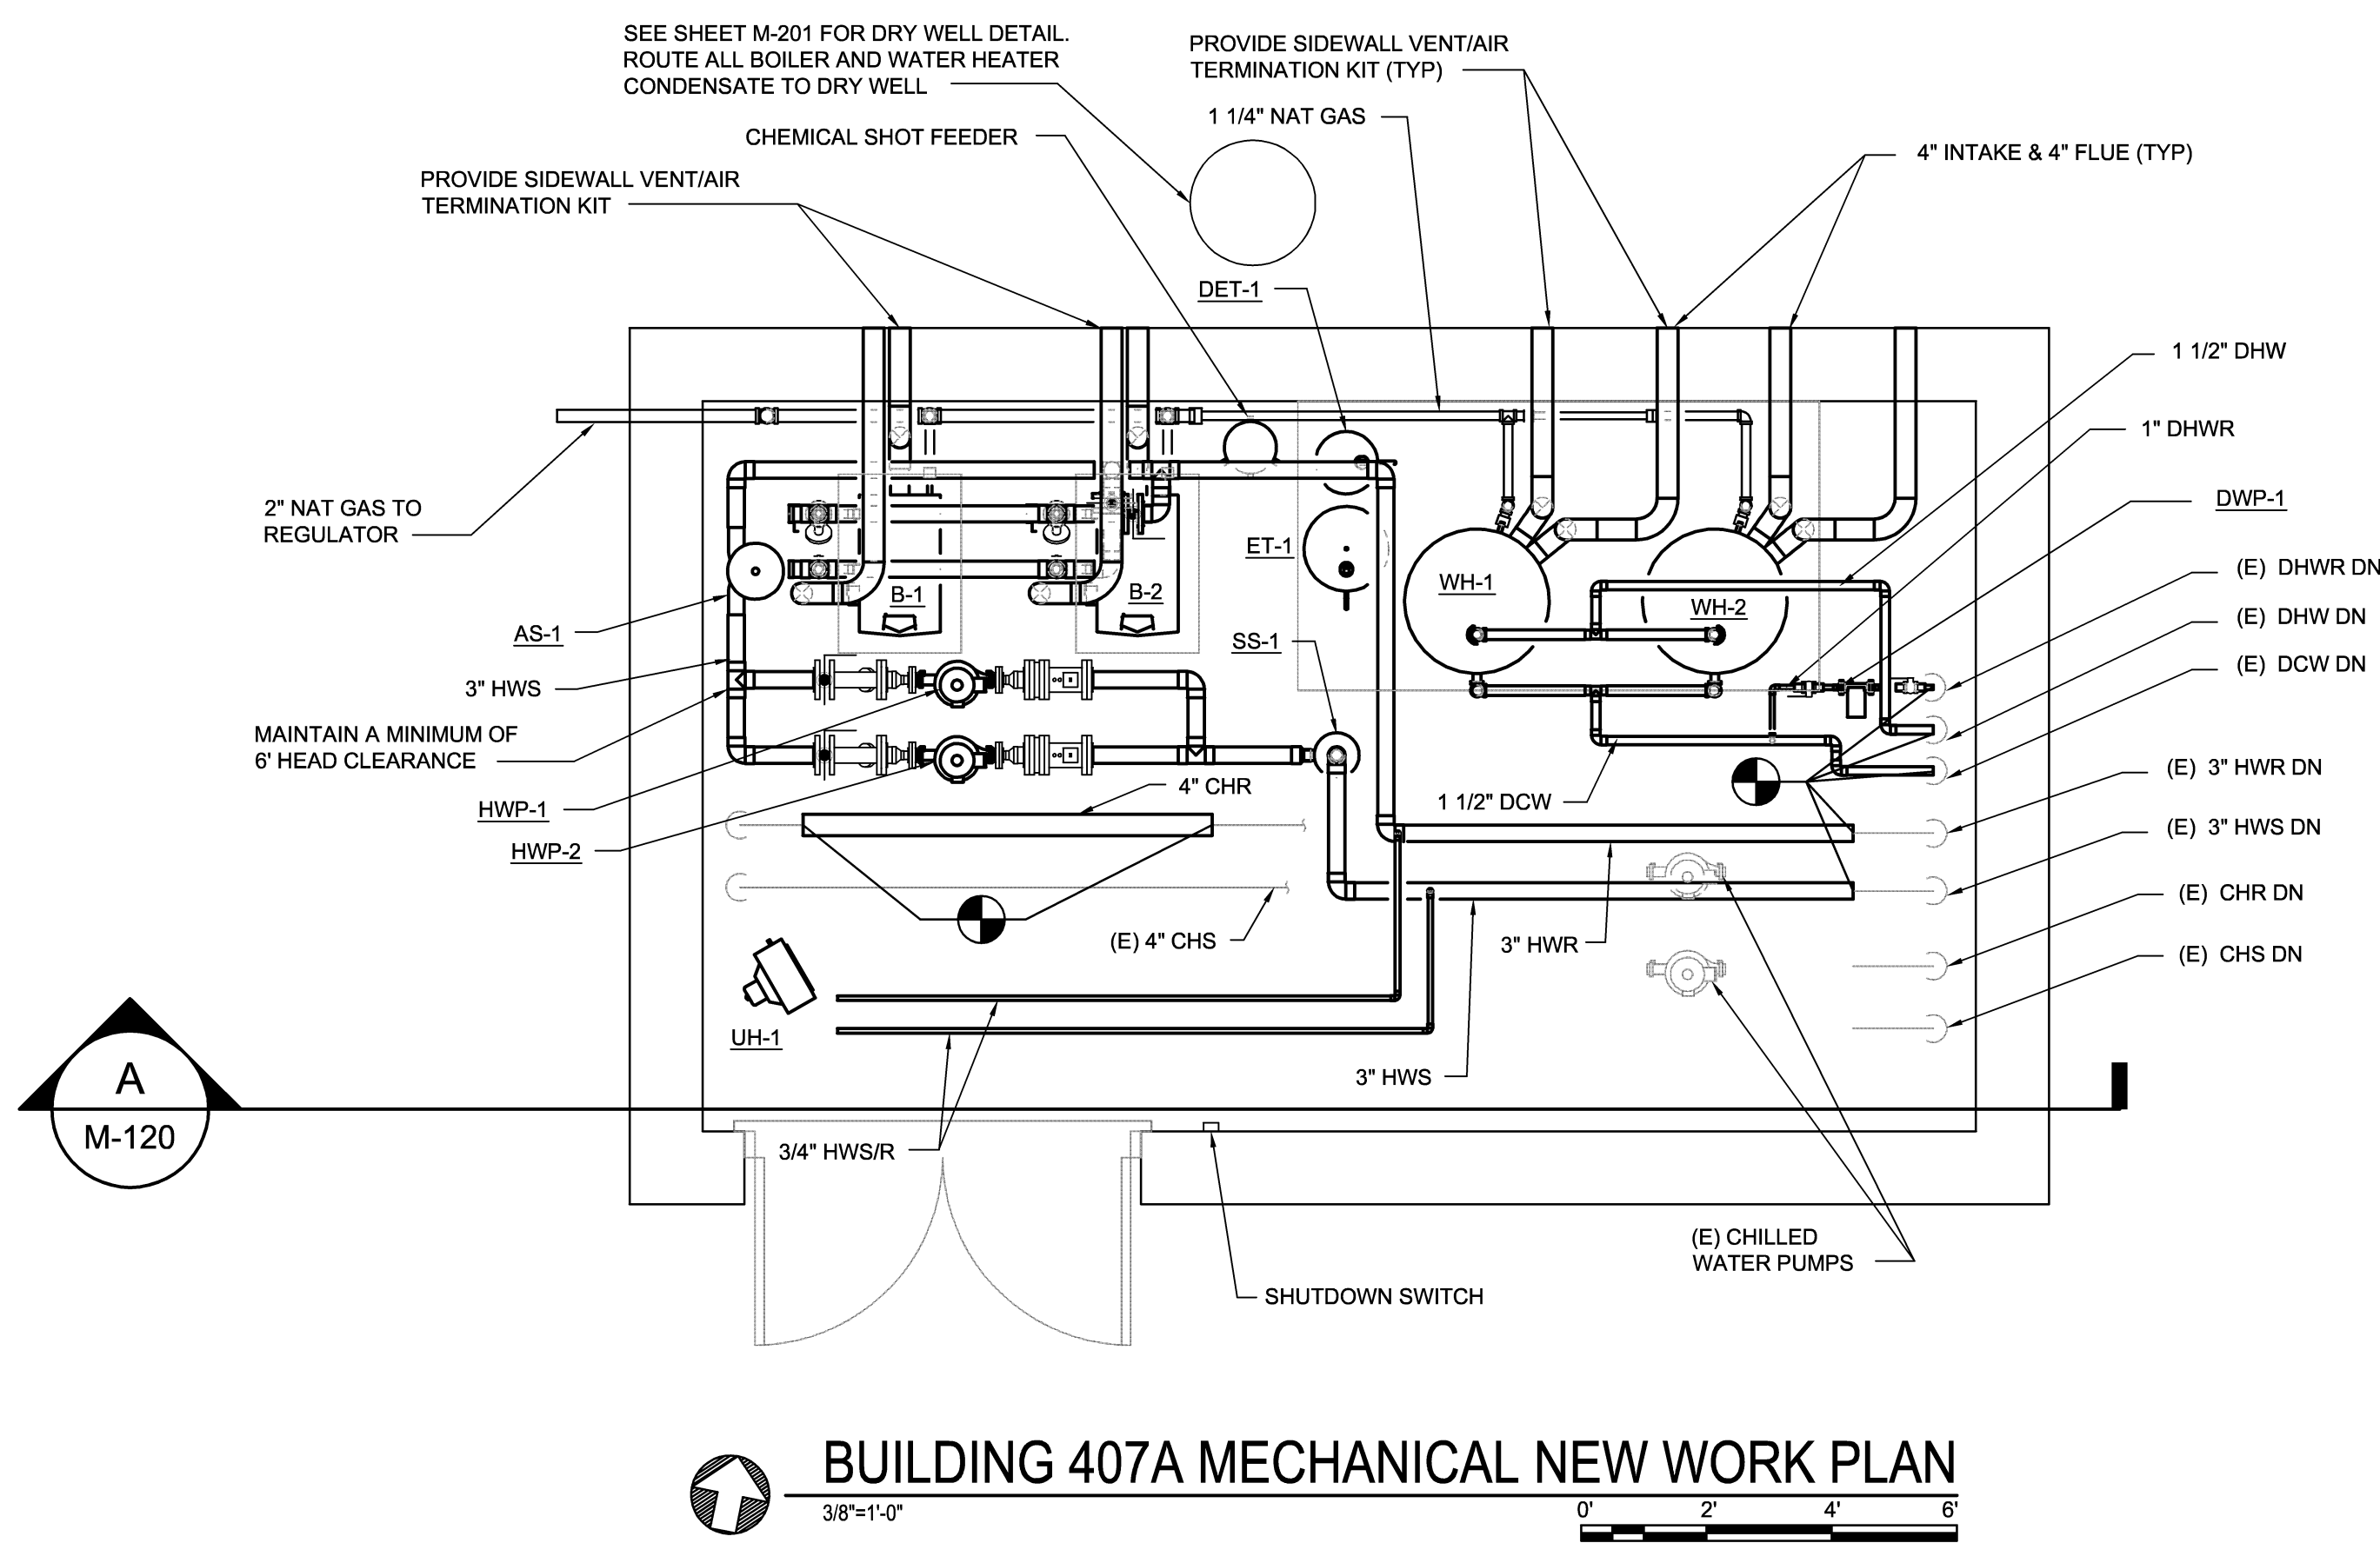 SEE SHEET M-201 FOR DRY WELL DETAIL.
ROUTE ALL BOILER AND WATER HEATER
CONDENSATE TO DRY WELL
PROVIDE SIDEWALL VENT/AIR
TERMINATION KIT (TYP)
1 1/4" NAT GAS
CHEMICAL SHOT FEEDER
4" INTAKE & 4" FLUE (TYP)
PROVIDE SIDEWALL VENT/AIR
TERMINATION KIT
DET-1
1 1/2" DHW
1" DHWR
2" NAT GAS TO
REGULATOR
DWP-1
ET-1
(E) DHWR DN
WH-1
B-1
B-2
WH-2
(E) DHW DN
AS-1
SS-1
(E) DCW DN
3" HWS
MAINTAIN A MINIMUM OF
6' HEAD CLEARANCE
(E) 3" HWR DN
4" CHR
1 1/2" DCW
HWP-1
(E) 3" HWS DN
HWP-2
(E) CHR DN
(E) 4" CHS
3" HWR
(E) CHS DN
UH-1
3" HWS
A
M-120
3/4" HWS/R
(E) CHILLED
WATER PUMPS
SHUTDOWN SWITCH
BUILDING 407A MECHANICAL NEW WORK PLAN
3/8"=1'-0"
0' 2' 4' 6'